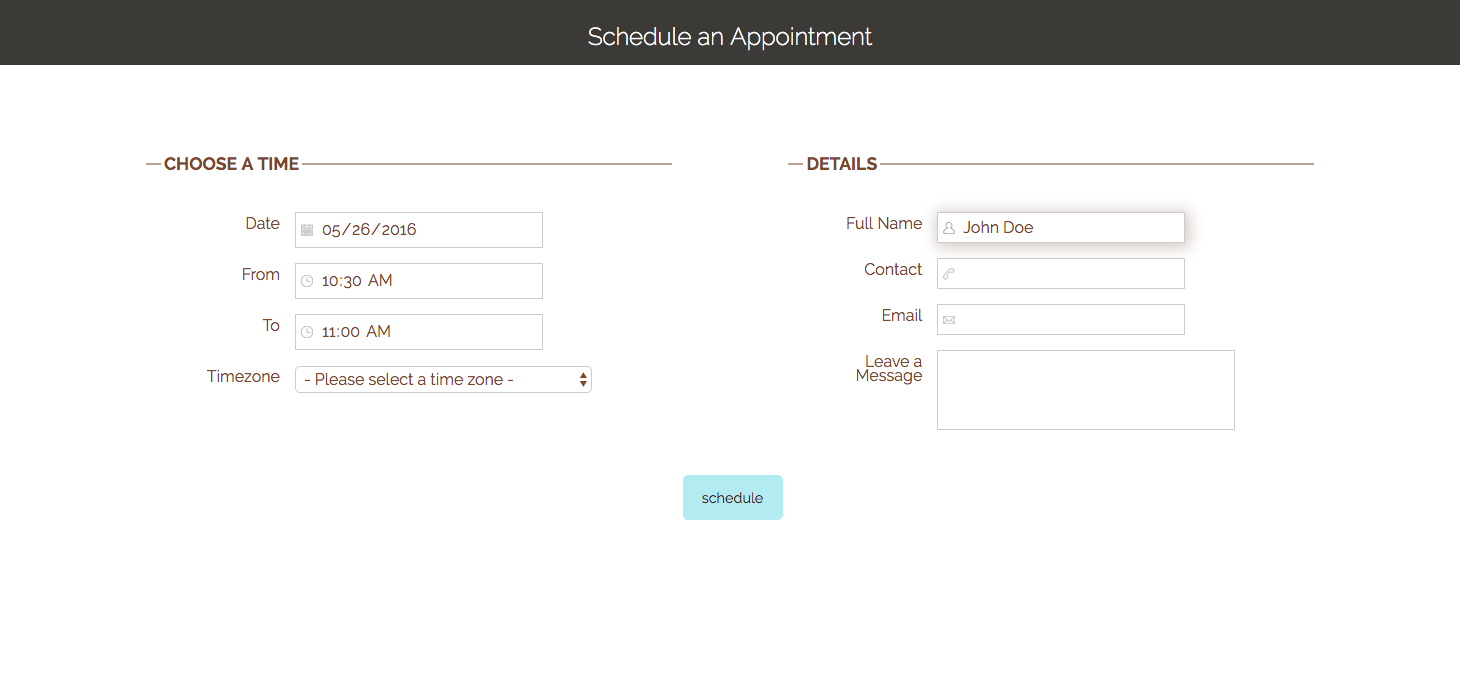 Schedule an Appointment
CHOOSE A TIME
Date 05/26/2016
From 10:30 AM
To 11:00 AM
Timezone - Please select a time zone -
DETAILS
Full Name John Doe
Contact
Email
Leave a
Message
schedule